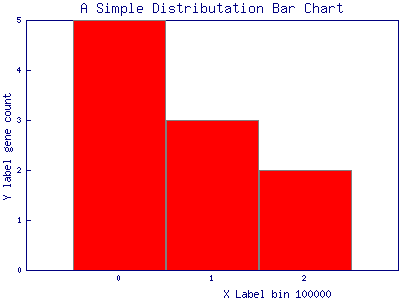 A Simple Distributation Bar Chart
5
4
3
2
1
0
Y label gene count
0 1 2
X Label bin 100000